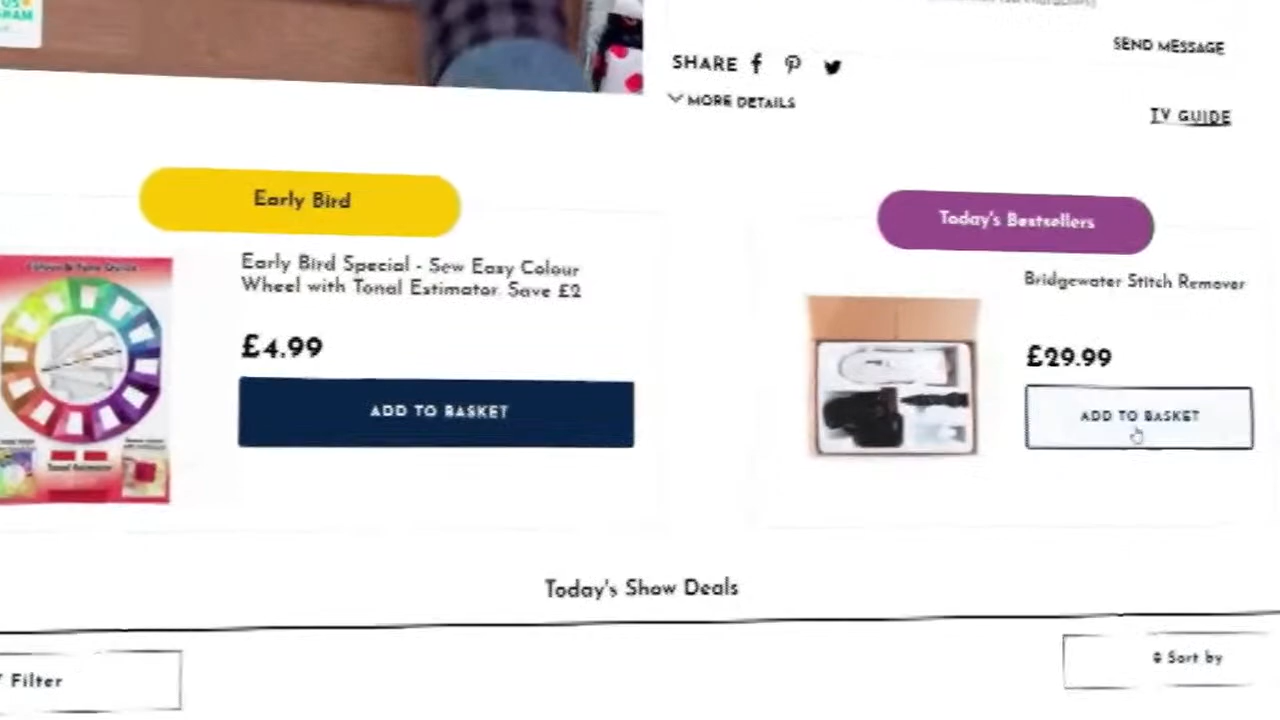 SEND MESSAGE
SHARE
MORE DETAILS
TV GUIDE
Early Bird
Today's Bestsellers
Early Bird Special - Sew Easy Colour
Wheel with Tonal Estimator. Save £2
£4.99
ADD TO BASKET
Bridgewater Stitch Remover
£29.99
ADD TO BASKET
Tonal Estimator
Today's Show Deals
Filter
Sort by